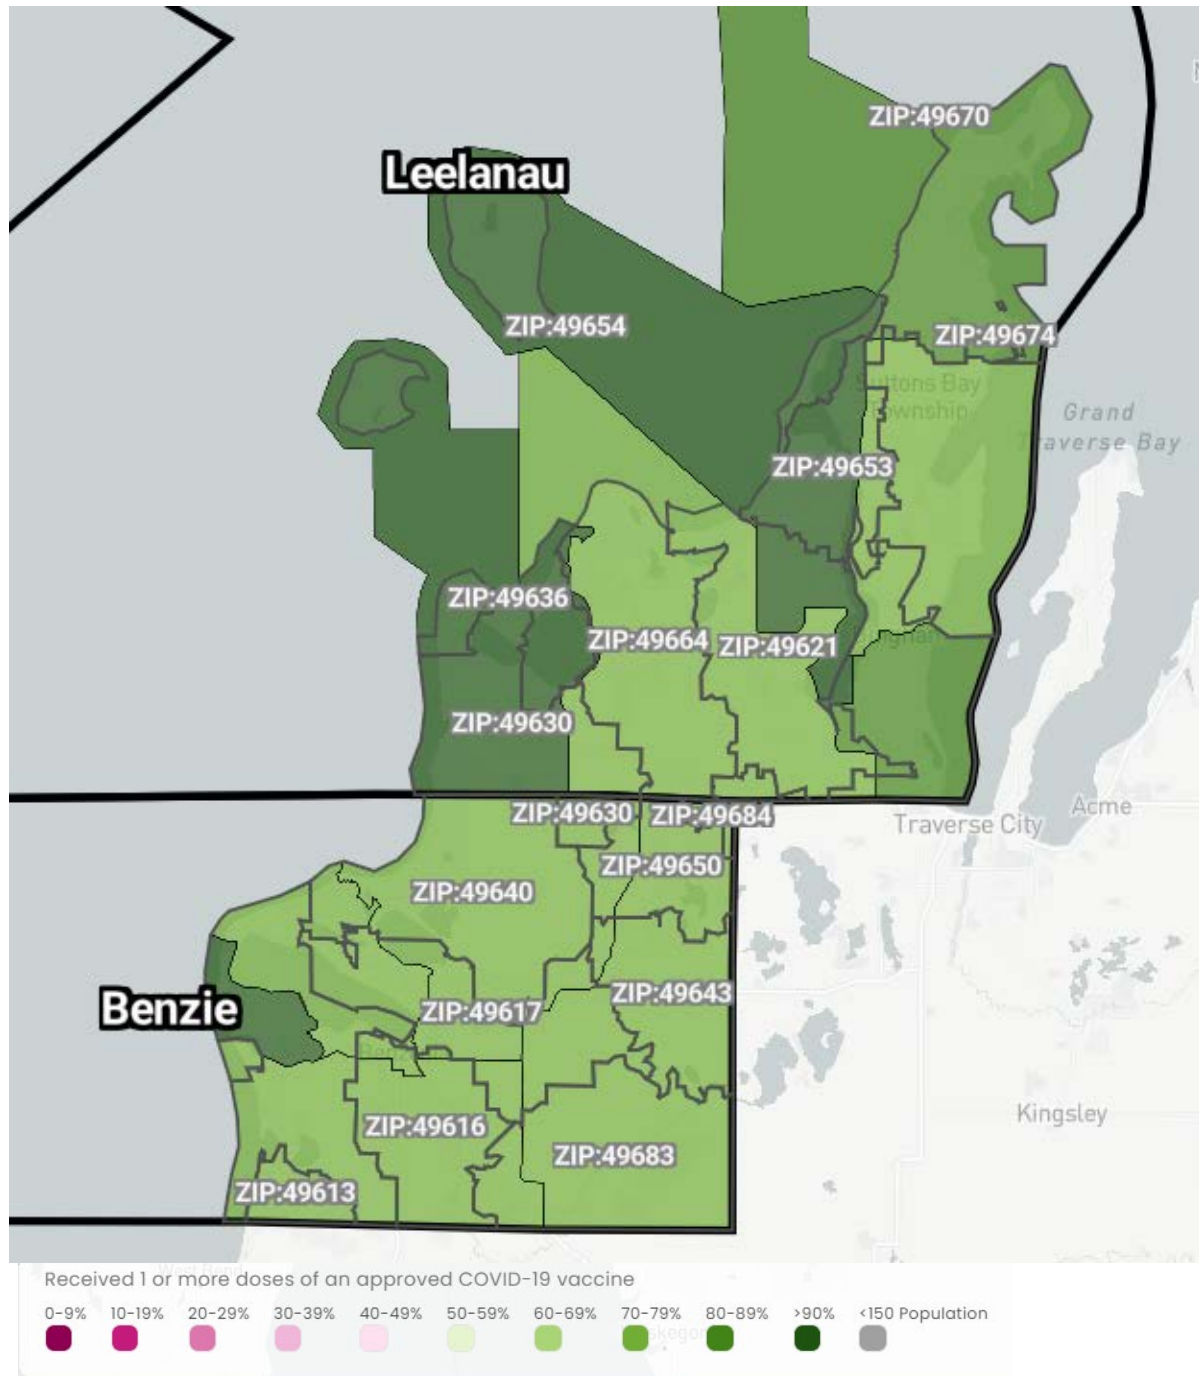 ZIP:49670
Leelanau
ZIP:49654
ZIP:49674
Suttons Bay
Township
Grand
Traverse Bay
ZIP:49653
ZIP:49636
ZIP:49664
ZIP:49621
ZIP:49630
ZIP:49630
ZIP:49684
Acme
Traverse City
ZIP:49650
ZIP:49640
ZIP:49643
Benzie
ZIP:49617
Kingsley
ZIP:49616
ZIP:49683
ZIP:49613
Received 1 or more doses of an approved COVID-19 vaccine
0-9% 10-19% 20-29% 30-39% 40-49% 50-59% 60-69% 70-79% 80-89% >90% <150 Population